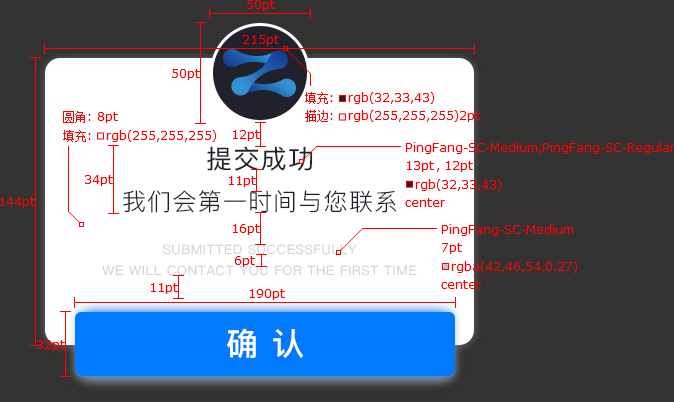 50pt
215pt
50pt
填充: rgb(32,33,43)
描边: rgb(255,255,255)2pt
圆角: 8pt
填充: rgb(255,255,255)
12pt
PingFang-SC-Medium,PingFang-SC-Regular
提交成功
13pt , 12pt
34pt
11pt
rgb(32,33,43)
144pt
我们会第一时间与您联系
center
16pt
PingFang-SC-Medium
7pt
SUBMITTED SUCCESSFULLY
6pt
rgba(42,46,54,0.27)
WE WILL CONTACT YOU FOR THE FIRST TIME
center
11pt
190pt
32pt
确 认